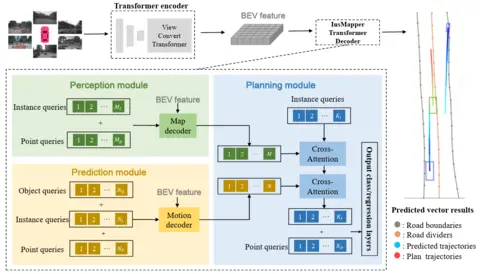 Transformer encoder
View
Convert
Transformer
BEV feature
InsMapper
Transformer
Decoder
Perception module
Instance queries
1 2 ... M_I
+
Point queries
1 2 ... M_P
BEV feature
Map
decoder
Prediction module
Object queries
1 2 ...
+
Instance queries
1 2 ... N_I
+
Point queries
1 2 ...
BEV feature
Motion
decoder
Planning module
Instance queries
1 2 ... K_I
1 2 ... M
Cross-
Attention
1 2 ... N
Cross-
Attention
1 2 ... K_I
+
Point queries
1 2 ... K_P
Output class/regression
layers
Predicted vector results
: Road boundaries
: Road dividers
: Predicted trajectories
: Plan trajectories